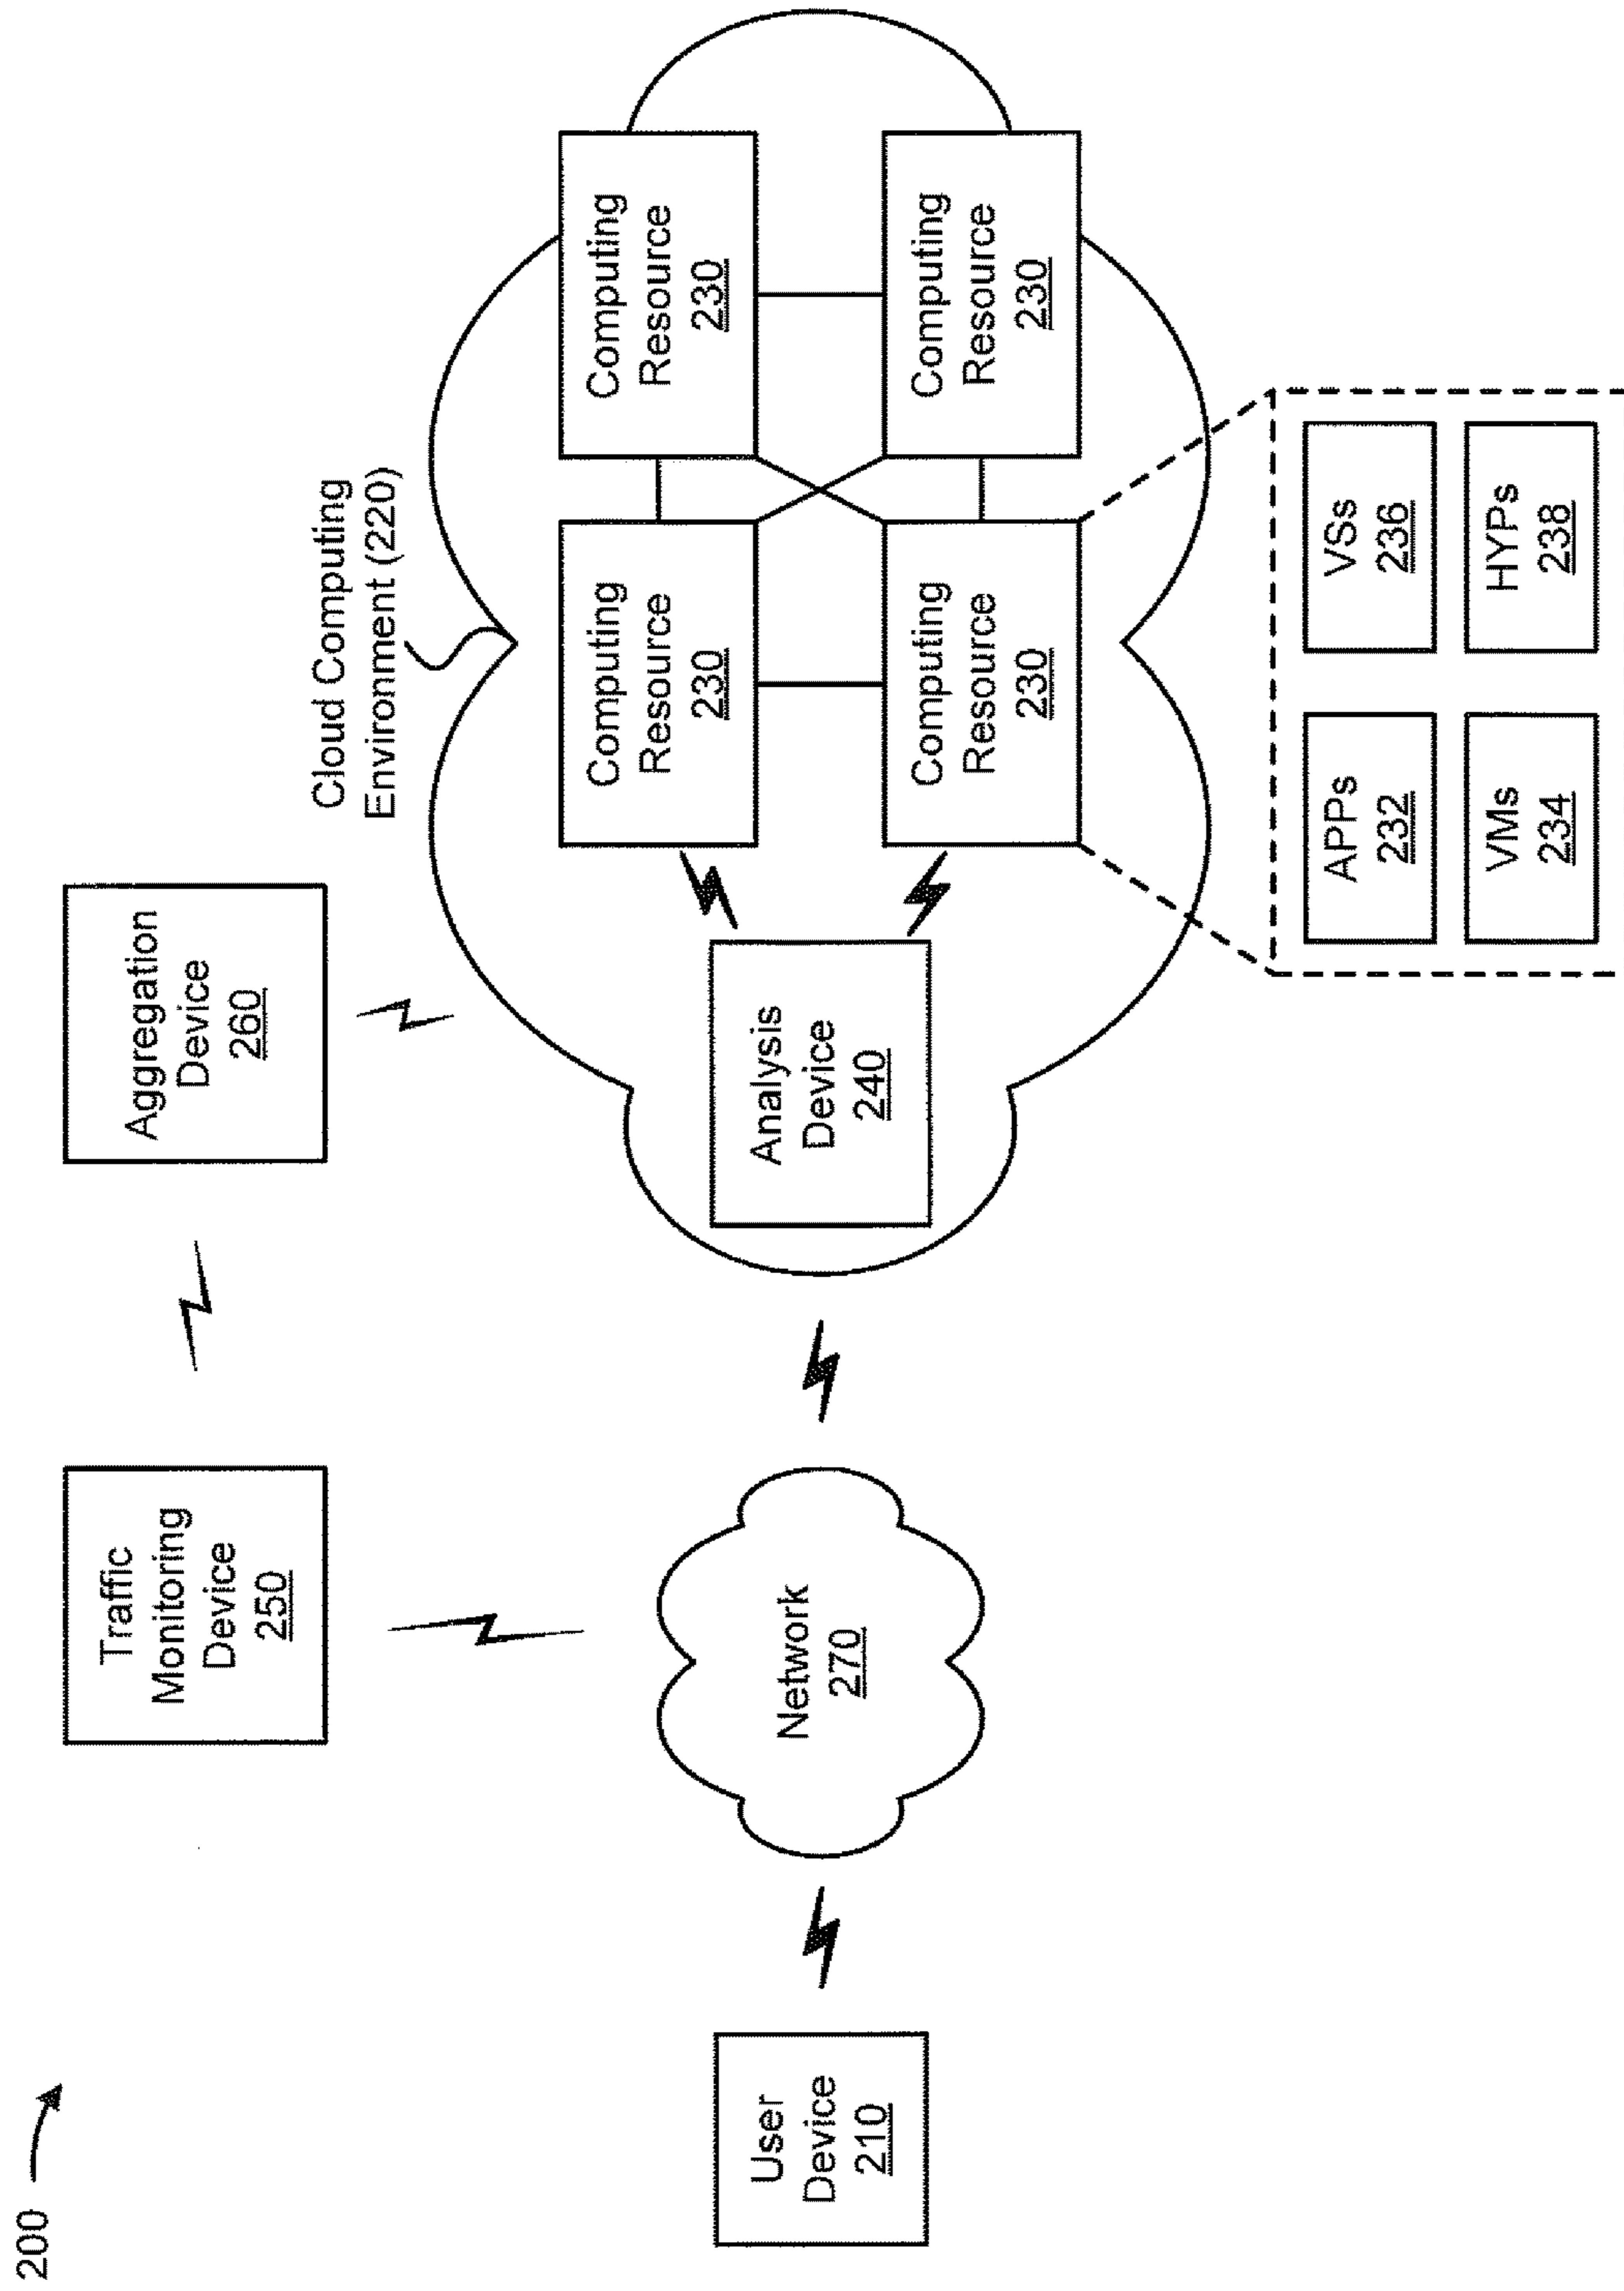 200
Traffic
Monitoring
Device
250
Aggregation
Device
260
Cloud Computing
Environment (220)
User
Device
210
Network
270
Analysis
Device
240
Computing
Resource
230
Computing
Resource
230
Computing
Resource
230
Computing
Resource
230
APPs
232
VSs
236
VMs
234
HYPs
238